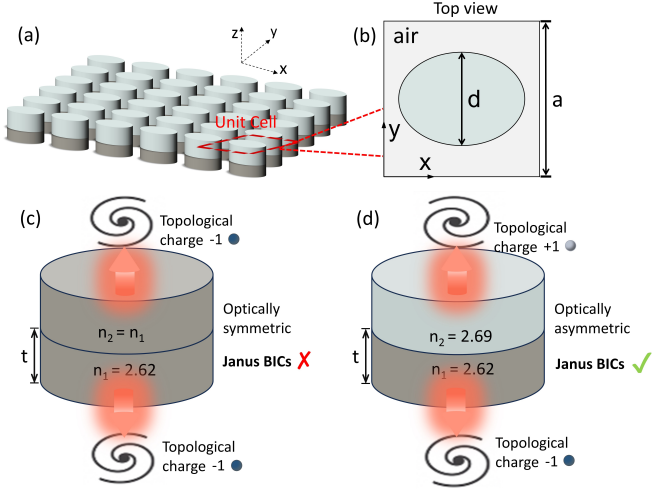 (a)
z
y
x
Unit Cell
Top view
(b)
air
d
a
y
x
(c)
Topological
charge -1
n₂ = n₁
Optically
symmetric
t
n₁ = 2.62
Janus BICs ✗
Topological
charge -1
(d)
Topological
charge +1
n₂ = 2.69
Optically
asymmetric
t
n₁ = 2.62
Janus BICs ✓
Topological
charge -1